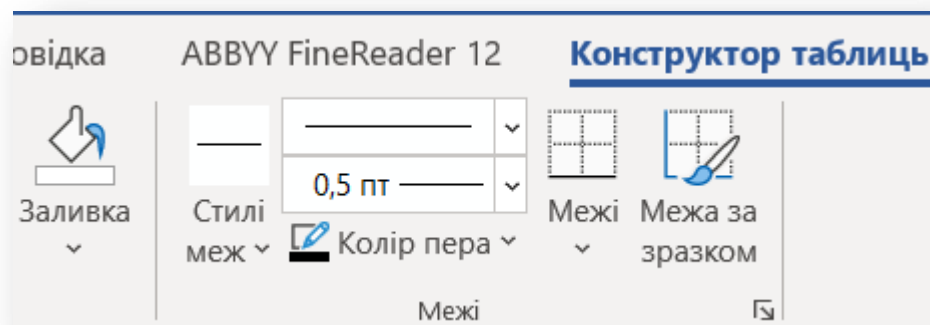 овідка ABBYY FineReader 12 Конструктор таблиць
0,5 пт
Заливка Стилі меж Колір пера Межі Межа за зразком
Межі